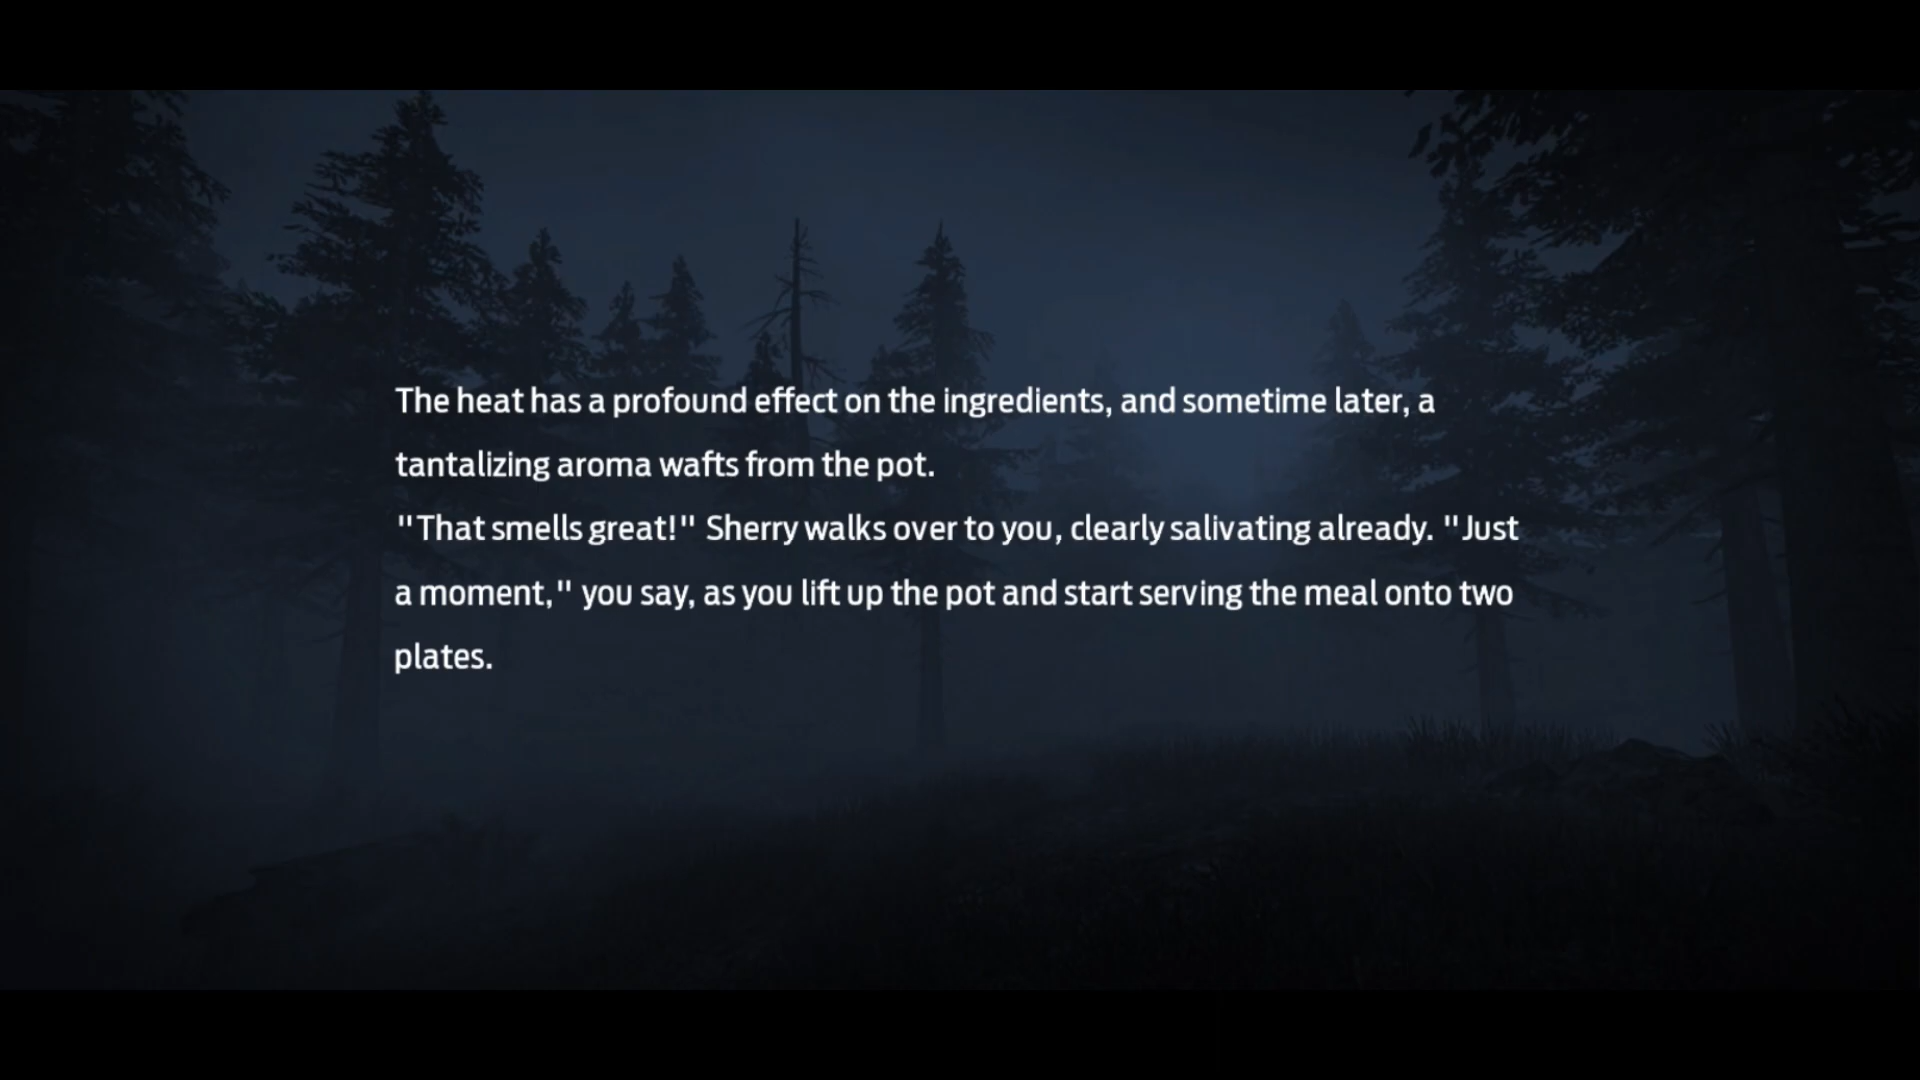 The heat has a profound effect on the ingredients, and sometime later, a
tantalizing aroma wafts from the pot.
"That smells great!" Sherry walks over to you, clearly salivating already. "Just
a moment," you say, as you lift up the pot and start serving the meal onto two
plates.